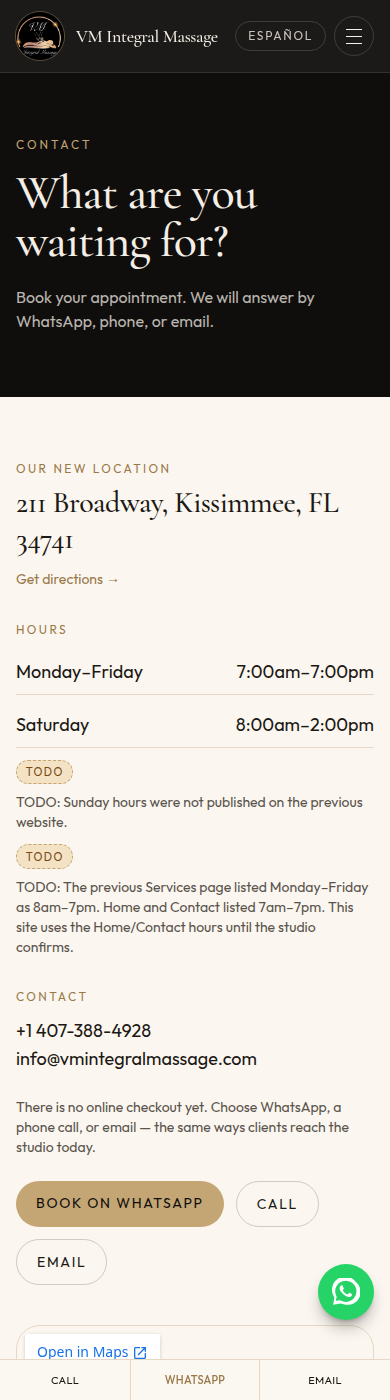 VM Integral Massage
ESPAÑOL
CONTACT
What are you
waiting for?
Book your appointment. We will answer by
WhatsApp, phone, or email.
OUR NEW LOCATION
211 Broadway, Kissimmee, FL
34741
Get directions →
HOURS
Monday–Friday 7:00am–7:00pm
Saturday 8:00am–2:00pm
TODO
TODO: Sunday hours were not published on the previous
website.
TODO
TODO: The previous Services page listed Monday–Friday
as 8am–7pm. Home and Contact listed 7am–7pm. This
site uses the Home/Contact hours until the studio
confirms.
CONTACT
+1 407-388-4928
info@vmintegralmassage.com
There is no online checkout yet. Choose WhatsApp, a
phone call, or email — the same ways clients reach the
studio today.
BOOK ON WHATSAPP
CALL
EMAIL
Open in Maps
CALL
WHATSAPP
EMAIL